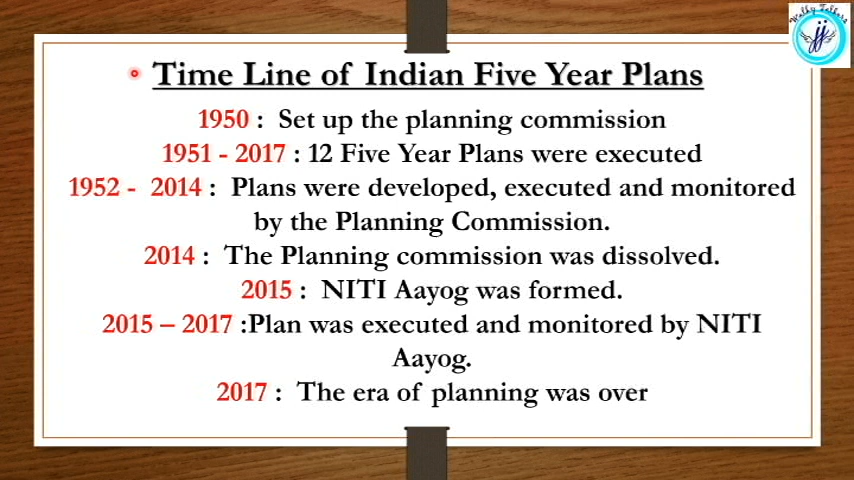 • Time Line of Indian Five Year Plans
1950 : Set up the planning commission
1951 - 2017 : 12 Five Year Plans were executed
1952 - 2014 : Plans were developed, executed and monitored
by the Planning Commission.
2014 : The Planning commission was dissolved.
2015 : NITI Aayog was formed.
2015 – 2017 :Plan was executed and monitored by NITI
Aayog.
2017 : The era of planning was over
jj